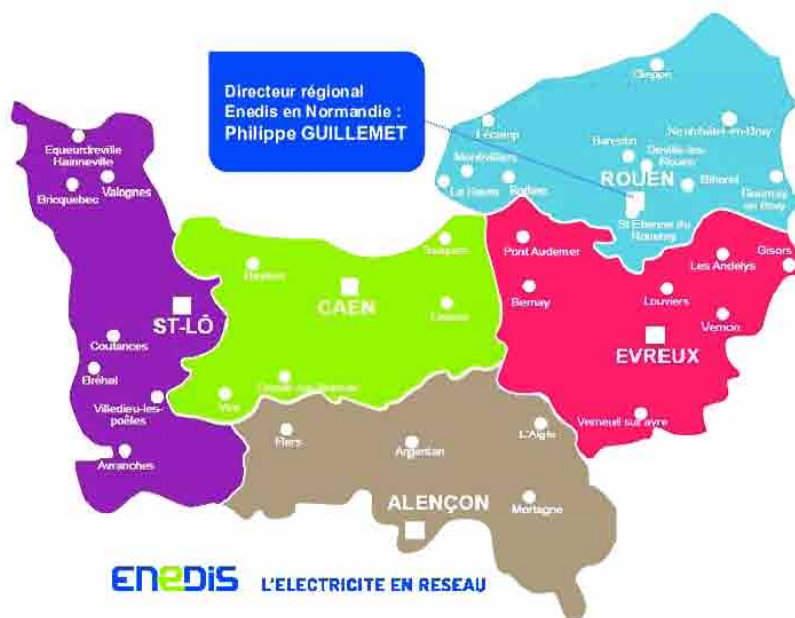 Directeur régional
Enedis en Normandie :
Philippe GUILLEMET
Dieppe
Fécamp
Neufchâtel-en-Bray
Barentin
Deville-les-
Rouen
Montivilliers
Le Havre
Bolbec
ROUEN
Bihorel
Gournay
en Bray
St Etienne du
Rouvray
Equeurdreville
Hainneville
Bricquebec
Valognes
ST-LÔ
Coutances
Bréhal
Villedieu-les-
poêles
Avranches
Bayeux
CAEN
Lisieux
Vire
Pont Audemer
Bernay
Les Andelys
Gisors
Louviers
Vernon
EVREUX
Verneuil sur avre
Flers
Argentan
L'Aigle
ALENÇON
Mortagne
ENEDIS
L'ELECTRICITE EN RESEAU